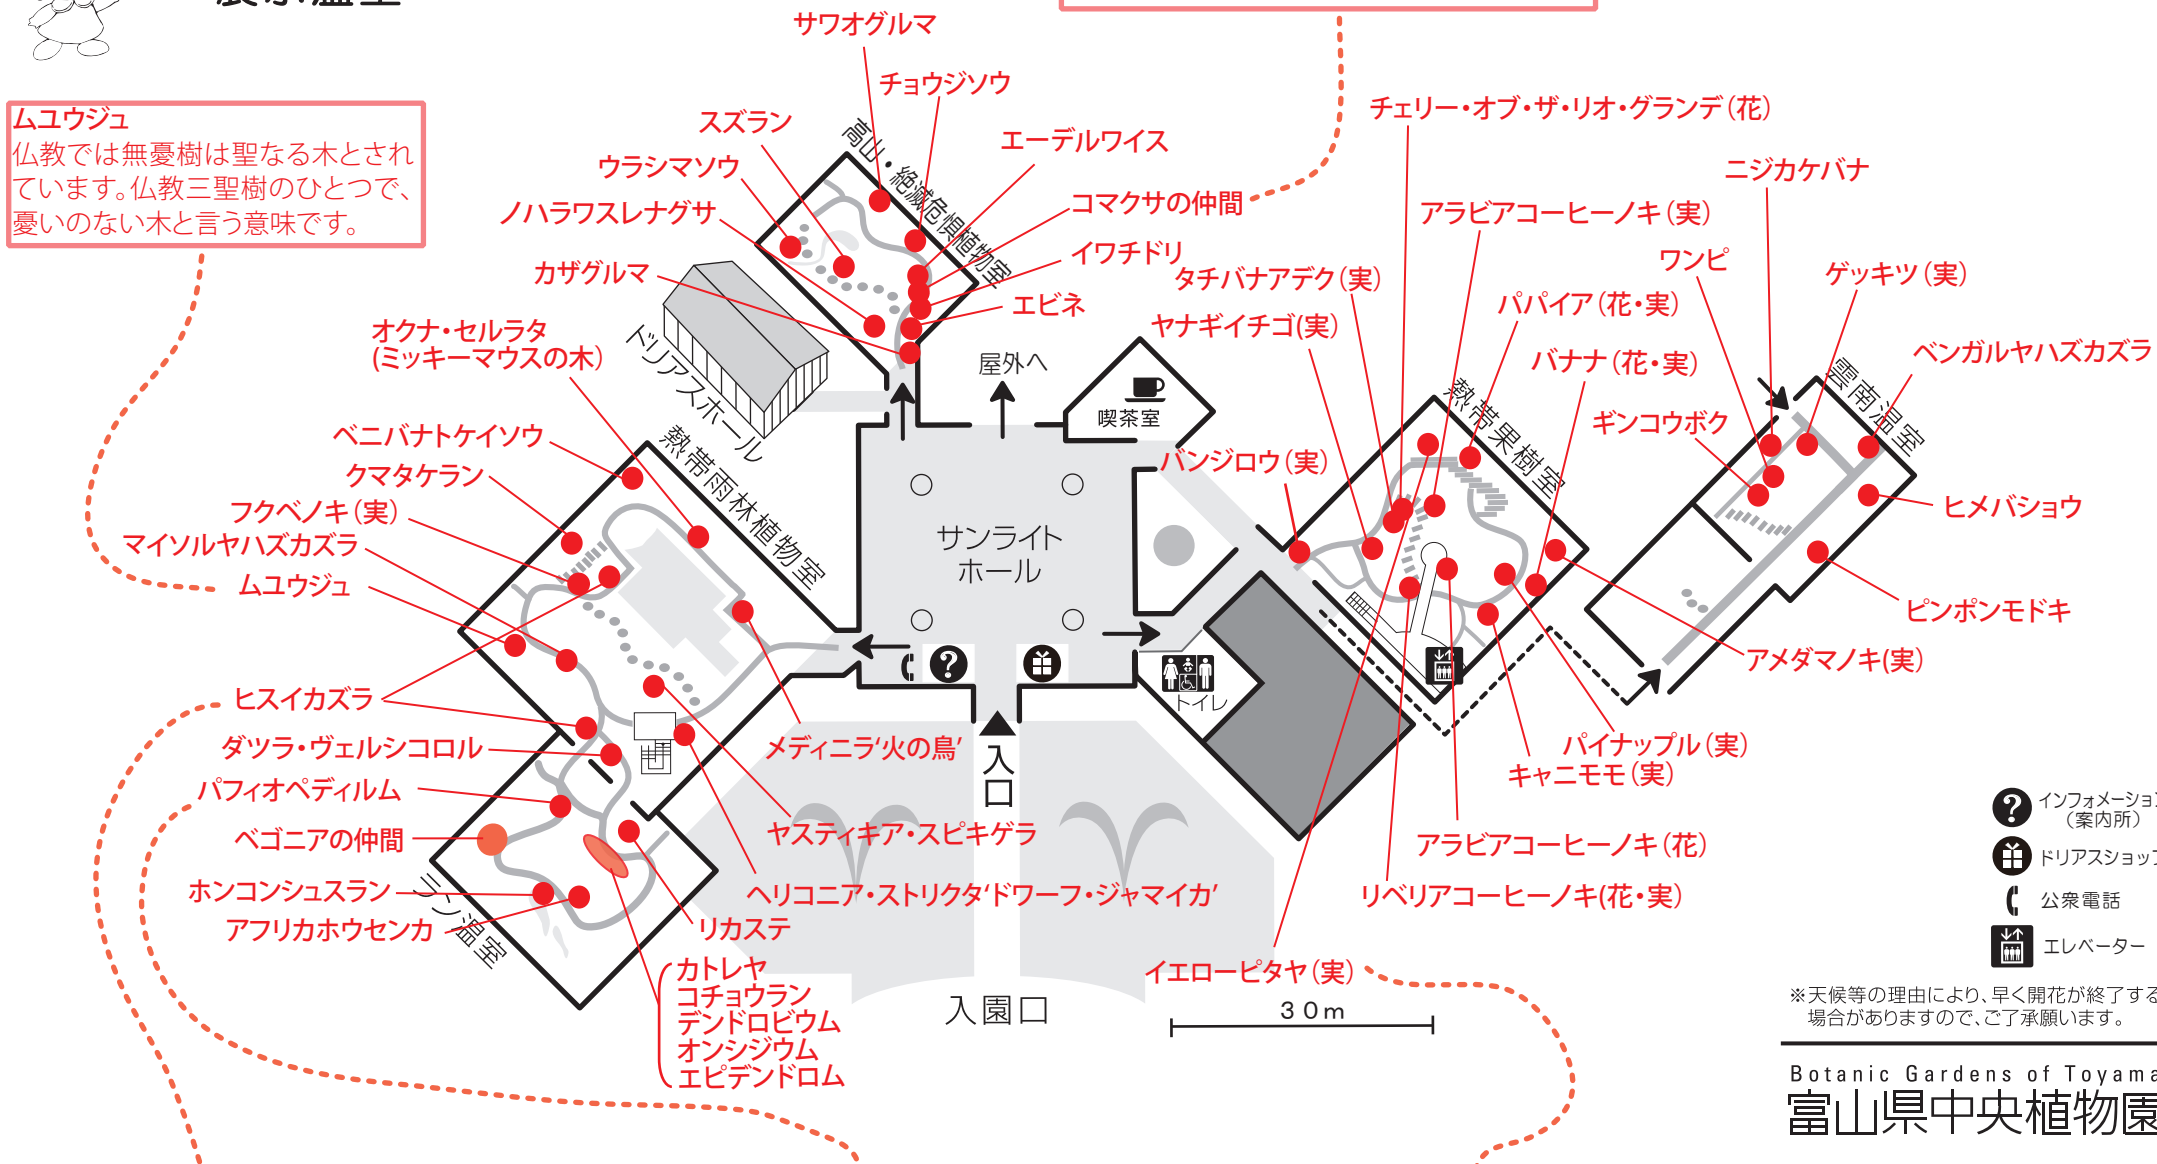 サワオグルマ
チョウジソウ
スズラン
エーデルワイス
ウラシマソウ
コマクサの仲間
ノハラワスレナグサ
イワチドリ
カザグルマ
エビネ
高山・絶滅危惧植物室
ムユウジュ
仏教では無憂樹は聖なる木とされ
ています。仏教三聖樹のひとつで、
憂いのない木と言う意味です。
ドリアスホール
屋外へ
喫茶室
サンライト
ホール
オクナ・セルラタ
(ミッキーマウスの木)
ベニバナトケイソウ
クマタケラン
フクベノキ(実)
マイソルヤハズカズラ
ムユウジュ
ヒスイカズラ
熱帯雨林植物室
ダツラ・ヴェルシコロル
パフィオペディルム
ベゴニアの仲間
ホンコンシュスラン
アフリカホウセンカ
ラン温室
メディニラ‘火の鳥’
ヤスティキア・スピキゲラ
ヘリコニア・ストリクタ‘ドワーフ・ジャマイカ’
リカステ
カトレヤ
コチョウラン
デンドロビウム
オンシジウム
エピデンドロム
入口
入園口
トイレ
30m
チェリー・オブ・ザ・リオ・グランデ(花)
アラビアコーヒーノキ(実)
タチバナアデク(実)
パパイア(花・実)
ヤナギイチゴ(実)
バナナ(花・実)
バンジロウ(実)
熱帯果樹室
ニジカケバナ
ワンピ
ゲッキツ(実)
ベンガルヤハズカズラ
ギンコウボク
雲南温室
ヒメバショウ
ピンポンモドキ
アメダマノキ(実)
パイナップル(実)
キャニモモ(実)
アラビアコーヒーノキ(花)
リベリアコーヒーノキ(花・実)
イエローピタヤ(実)
インフォメーション
(案内所)
ドリアスショップ
公衆電話
エレベーター
※天候等の理由により、早く開花が終了する
場合がありますので、ご了承願います。
Botanic Gardens of Toyama
富山県中央植物園